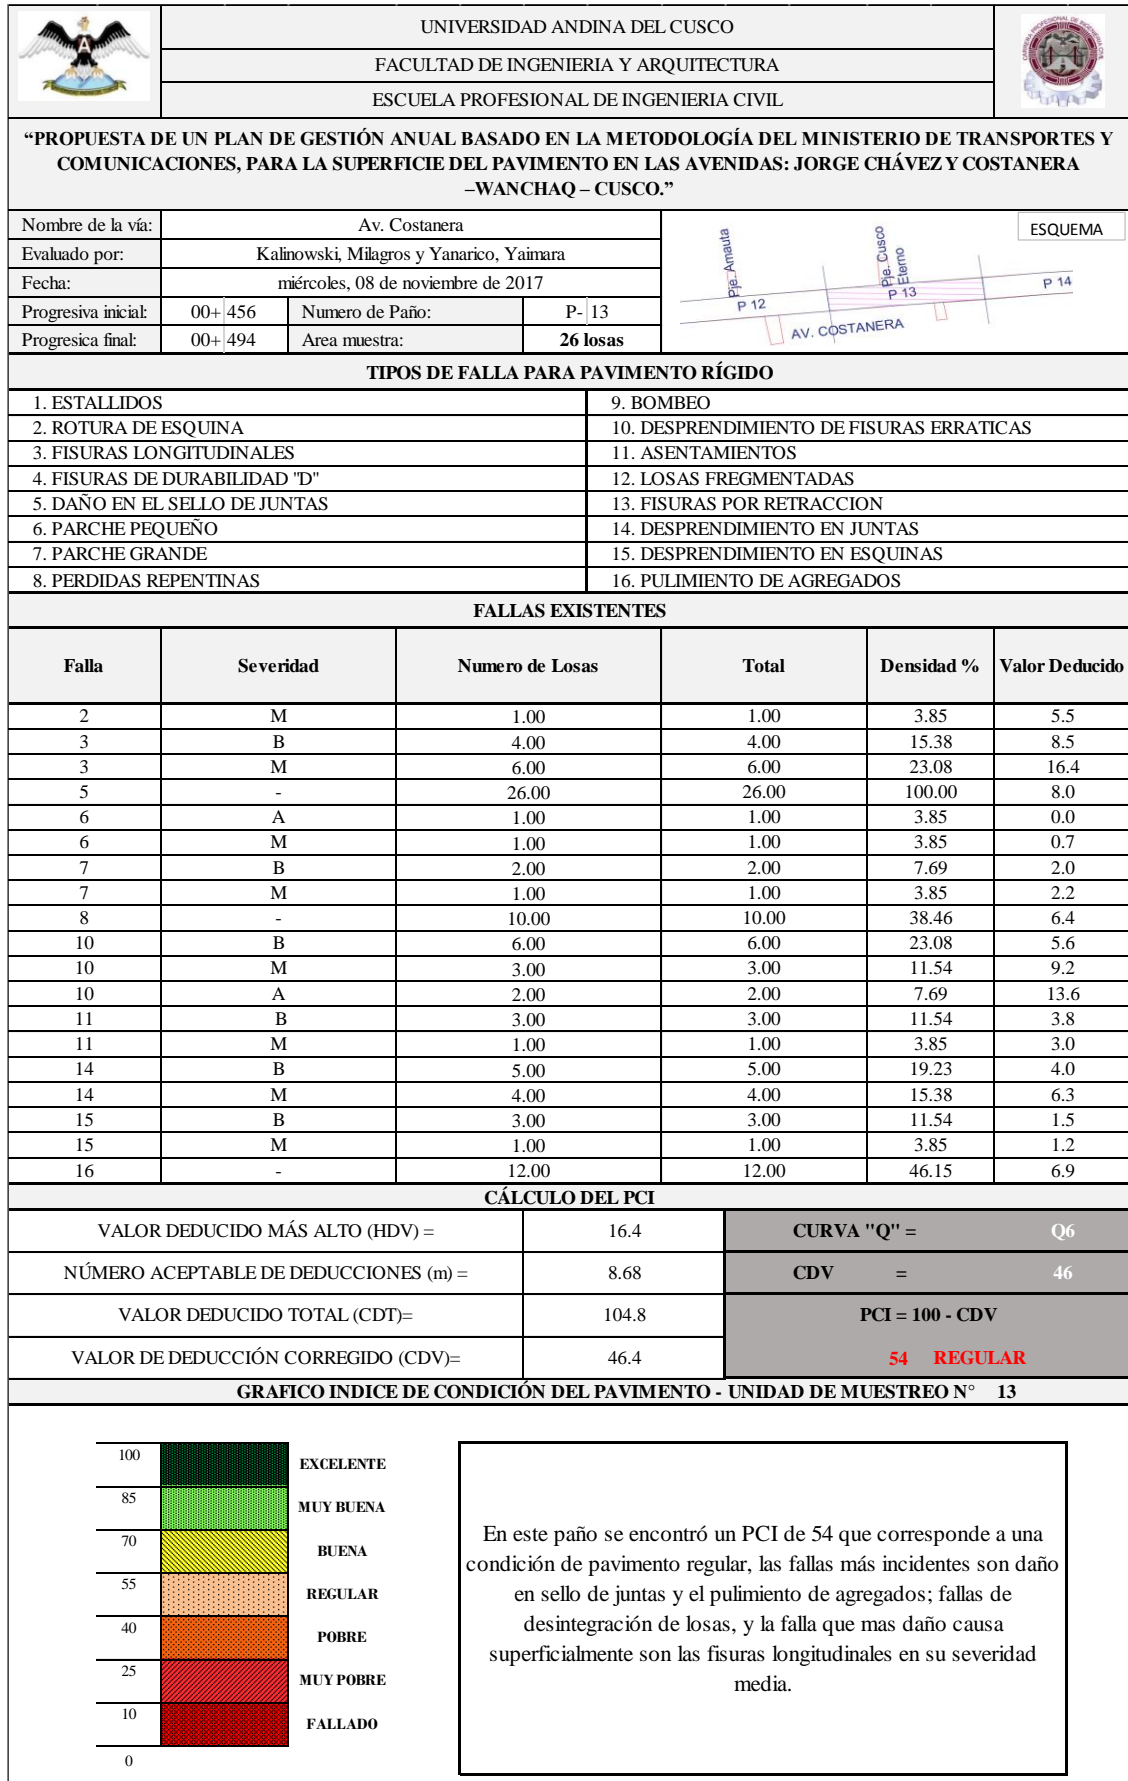 UNIVERSIDAD ANDINA DEL CUSCO
FACULTAD DE INGENIERIA Y ARQUITECTURA
ESCUELA PROFESIONAL DE INGENIERIA CIVIL
“PROPUESTA DE UN PLAN DE GESTIÓN ANUAL BASADO EN LA METODOLOGÍA DEL MINISTERIO DE TRANSPORTES Y
COMUNICACIONES, PARA LA SUPERFICIE DEL PAVIMENTO EN LAS AVENIDAS: JORGE CHÁVEZ Y COSTANERA
–WANCHAQ – CUSCO.”
Nombre de la vía: Av. Costanera
Evaluado por: Kalinowski, Milagros y Yanarico, Yaimara
Fecha: miércoles, 08 de noviembre de 2017
Progresiva inicial: 00+ 456 Numero de Paño: P- 13
Progresica final: 00+ 494 Area muestra: 26 losas
ESQUEMA
Pje. Amauta
Pje. Cusco
Eterno
P 12
P 13
P 14
AV. COSTANERA
TIPOS DE FALLA PARA PAVIMENTO RÍGIDO
1. ESTALLIDOS 9. BOMBEO
2. ROTURA DE ESQUINA 10. DESPRENDIMIENTO DE FISURAS ERRATICAS
3. FISURAS LONGITUDINALES 11. ASENTAMIENTOS
4. FISURAS DE DURABILIDAD "D" 12. LOSAS FREGMENTADAS
5. DAÑO EN EL SELLO DE JUNTAS 13. FISURAS POR RETRACCION
6. PARCHE PEQUEÑO 14. DESPRENDIMIENTO EN JUNTAS
7. PARCHE GRANDE 15. DESPRENDIMIENTO EN ESQUINAS
8. PERDIDAS REPENTINAS 16. PULIMIENTO DE AGREGADOS
FALLAS EXISTENTES
Falla Severidad Numero de Losas Total Densidad % Valor Deducido
2 M 1.00 1.00 3.85 5.5
3 B 4.00 4.00 15.38 8.5
3 M 6.00 6.00 23.08 16.4
5 - 26.00 26.00 100.00 8.0
6 A 1.00 1.00 3.85 0.0
6 M 1.00 1.00 3.85 0.7
7 B 2.00 2.00 7.69 2.0
7 M 1.00 1.00 3.85 2.2
8 - 10.00 10.00 38.46 6.4
10 B 6.00 6.00 23.08 5.6
10 M 3.00 3.00 11.54 9.2
10 A 2.00 2.00 7.69 13.6
11 B 3.00 3.00 11.54 3.8
11 M 1.00 1.00 3.85 3.0
14 B 5.00 5.00 19.23 4.0
14 M 4.00 4.00 15.38 6.3
15 B 3.00 3.00 11.54 1.5
15 M 1.00 1.00 3.85 1.2
16 - 12.00 12.00 46.15 6.9
CÁLCULO DEL PCI
VALOR DEDUCIDO MÁS ALTO (HDV) = 16.4 CURVA "Q" = Q6
NÚMERO ACEPTABLE DE DEDUCCIONES (m) = 8.68 CDV = 46
VALOR DEDUCIDO TOTAL (CDT)= 104.8 PCI = 100 - CDV
VALOR DE DEDUCCIÓN CORREGIDO (CDV)= 46.4 54 REGULAR
GRAFICO INDICE DE CONDICIÓN DEL PAVIMENTO - UNIDAD DE MUESTREO N° 13
100 EXCELENTE
85 MUY BUENA
70 BUENA
55 REGULAR
40 POBRE
25 MUY POBRE
10 FALLADO
0
En este paño se encontró un PCI de 54 que corresponde a una
condición de pavimento regular, las fallas más incidentes son daño
en sello de juntas y el pulimiento de agregados; fallas de
desintegración de losas, y la falla que mas daño causa
superficialmente son las fisuras longitudinales en su severidad
media.